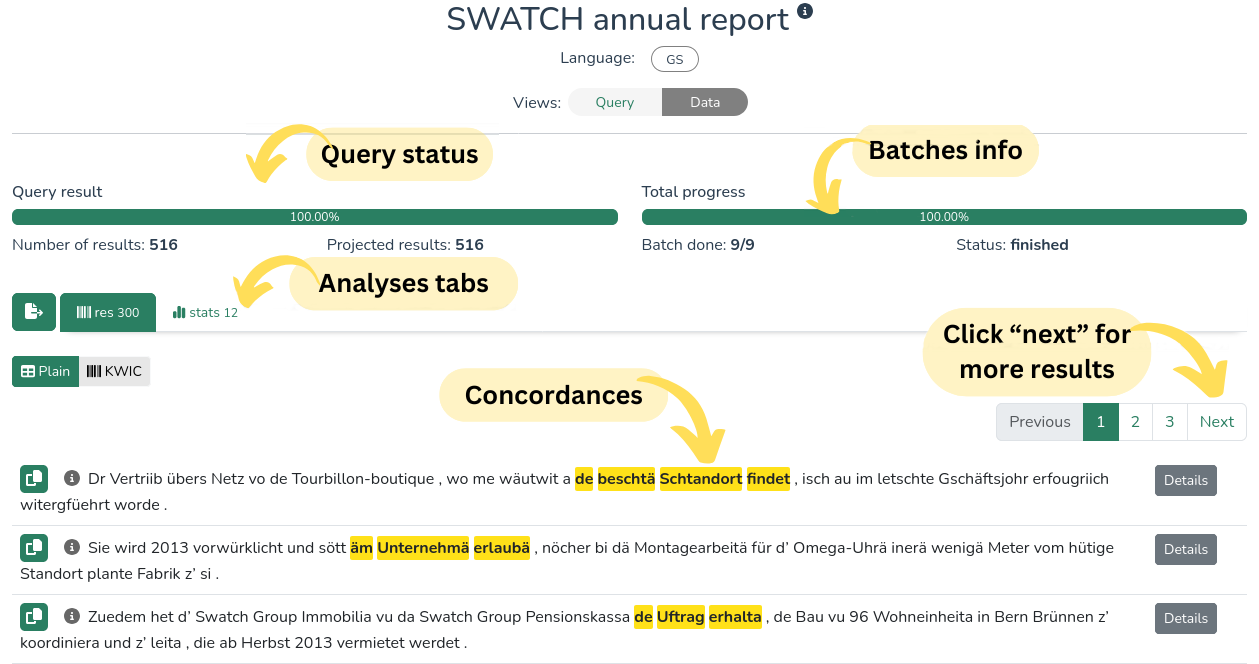 SWATCH annual report
Language: GS
Views: Query Data
Query status
Batches info
Query result
Total progress
100.00%
100.00%
Number of results: 516 Projected results: 516
Batch done: 9/9 Status: finished
Analyses tabs
res 300 stats 12
Click “next” for
more results
Plain KWIC
Concordances
Previous 1 2 3 Next
Dr Vertriib übers Netz vo de Tourbillon-boutique , wo me wäutwit a de beschtä Schtandort findet , isch au im letschte Gschäftsjohr erfougriich
witergfüehrt worde .
Details
Sie wird 2013 vorwürklicht und sött äm Unternehmä erlaubä , nöcher bi dä Montagearbeitä für d’ Omega-Uhrä inerä wenigä Meter vom hütige
Standort plante Fabrik z’ si .
Details
Zuedem het d’ Swatch Group Immobilia vu da Swatch Group Pensionskassa de Uftrag erhalta , de Bau vu 96 Wohneinheita in Bern Brünnen z’
koordiniera und z’ leita , die ab Herbst 2013 vermietet werdet .
Details